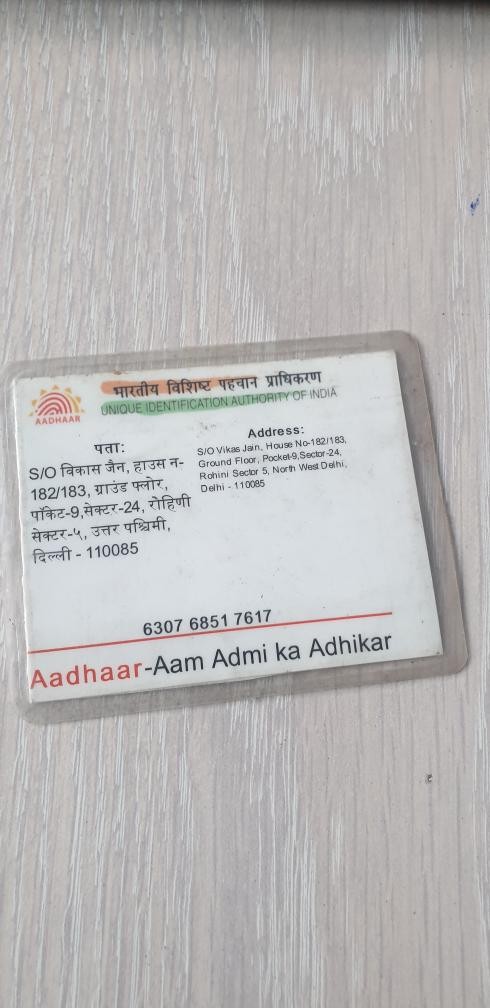 भारतीय विशिष्ट पहचान प्राधिकरण
UNIQUE IDENTIFICATION AUTHORITY OF INDIA
AADHAAR
पता:
S/O विकास जैन, हाउस न-
182/183, ग्राउंड फ्लोर,
पॉकेट-9,सेक्टर-24, रोहिणी
सेक्टर-५, उत्तर पश्चिमी,
दिल्ली - 110085
Address:
S/O Vikas Jain, House No-182/183,
Ground Floor, Pocket-9,Sector-24,
Rohini Sector 5, North West Delhi,
Delhi - 110085
6307 6851 7617
Aadhaar-Aam Admi ka Adhikar